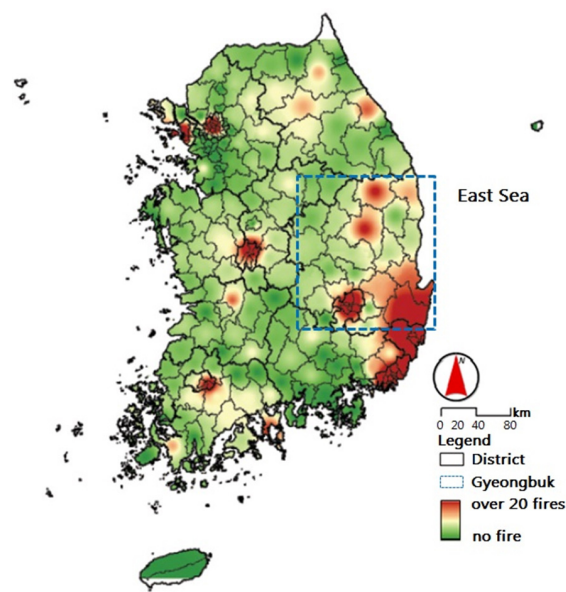 East Sea
N
0 20 40 80 km
Legend
District
Gyeongbuk
over 20 fires
no fire